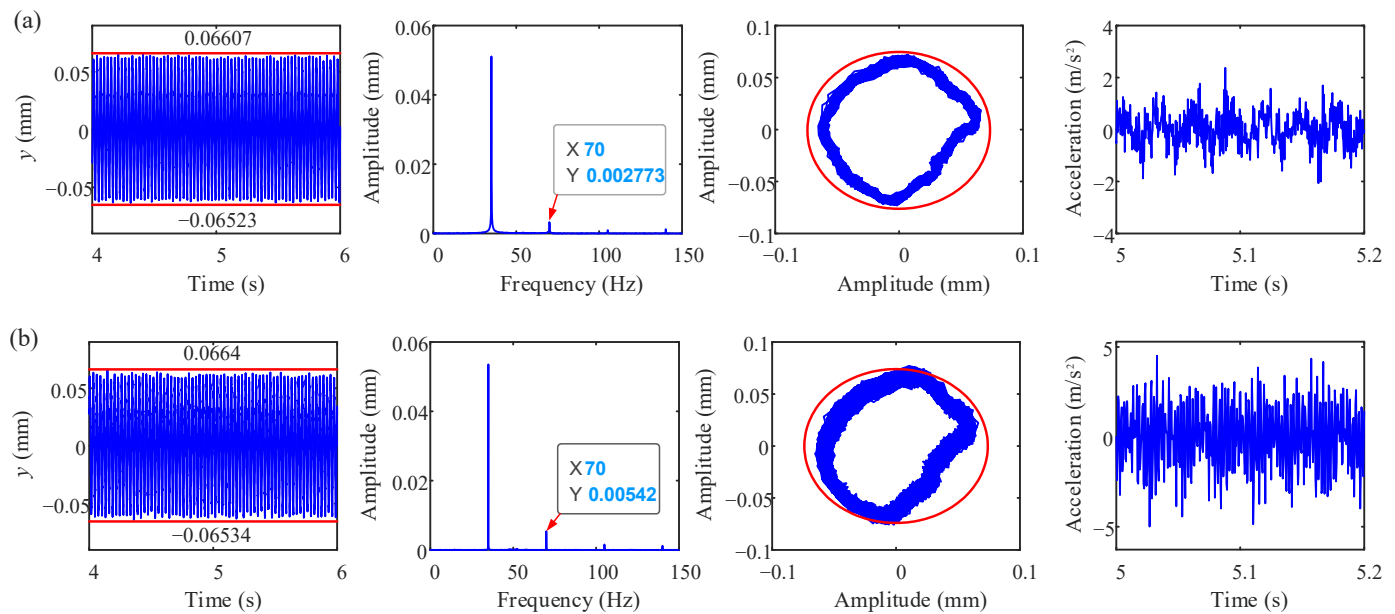 (a)
0.06607
0.05
0
−0.05
−0.06523
4
5
6
y (mm)
Time (s)
0.06
0.04
0.02
0
X 70
Y 0.002773
0
50
100
150
Amplitude (mm)
Frequency (Hz)
0.1
0.05
0
−0.05
−0.1
−0.1
0
0.1
Amplitude (mm)
Amplitude (mm)
4
2
0
−2
−4
5
5.1
5.2
Acceleration (m/s²)
Time (s)
(b)
0.0664
0.05
0
−0.05
−0.06534
4
5
6
y (mm)
Time (s)
0.06
0.04
0.02
0
X 70
Y 0.00542
0
50
100
150
Amplitude (mm)
Frequency (Hz)
0.1
0.05
0
−0.05
−0.1
−0.1
0
0.1
Amplitude (mm)
Amplitude (mm)
5
0
−5
5
5.1
5.2
Acceleration (m/s²)
Time (s)